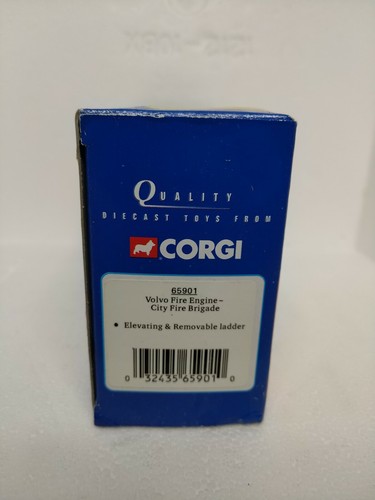 QUALITY
DIECAST TOYS FROM
CORGI
65901
Volvo Fire Engine–
City Fire Brigade
• Elevating & Removable ladder
0 32435 65901 0